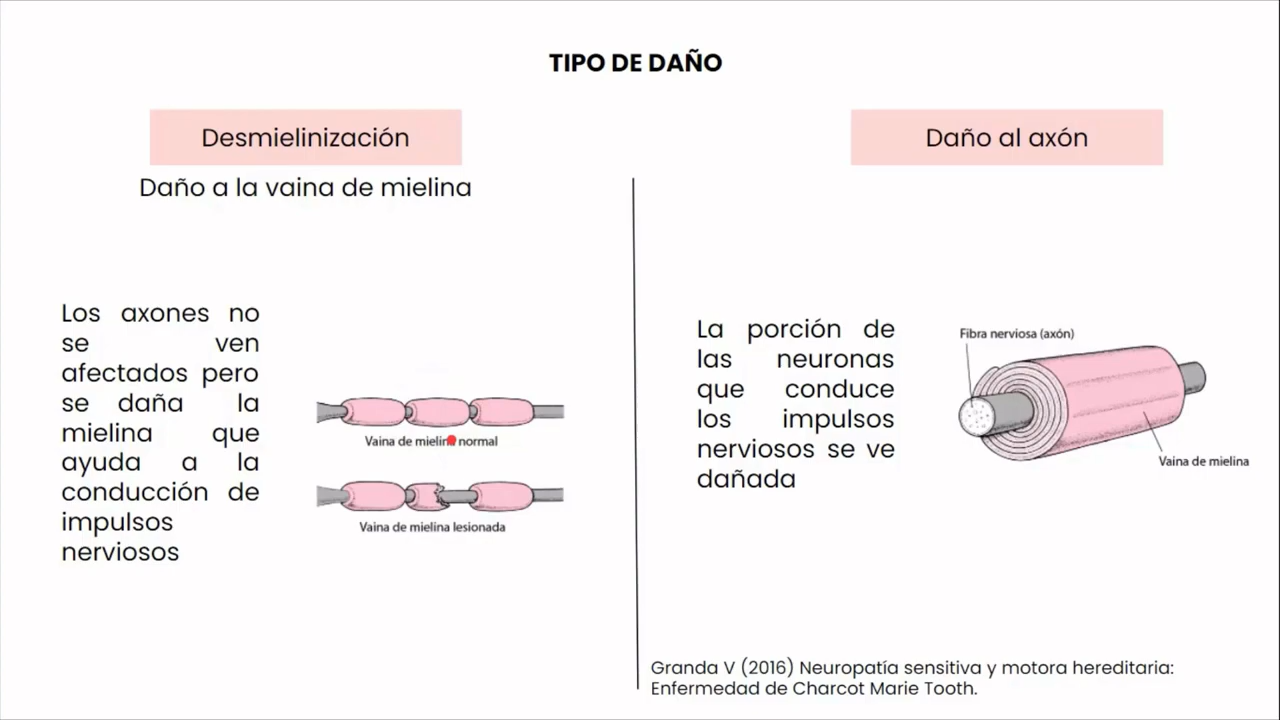 TIPO DE DAÑO
Desmielinización
Daño a la vaina de mielina
Los axones no
se ven
afectados pero
se daña la
mielina que
ayuda a la
conducción de
impulsos
nerviosos
Vaina de mielina normal
Vaina de mielina lesionada
Daño al axón
La porción de
las neuronas
que conduce
los impulsos
nerviosos se ve
dañada
Fibra nerviosa (axón)
Vaina de mielina
Granda V (2016) Neuropatía sensitiva y motora hereditaria:
Enfermedad de Charcot Marie Tooth.